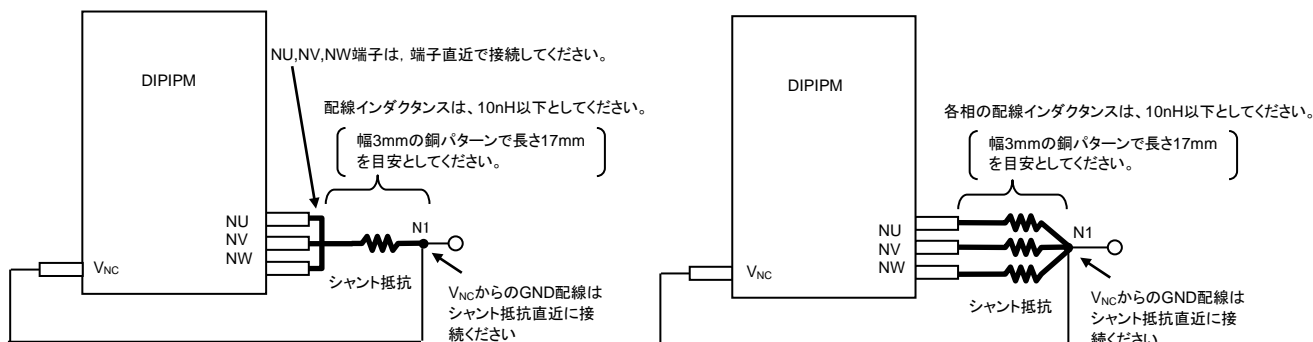 NU,NV,NW端子は，端子直近で接続してください。
DIPIPM
配線インダクタンスは、10nH以下としてください。
幅3mmの銅パターンで長さ17mm
を目安としてください。
NU
NV
NW
N1
VNC
シャント抵抗
VNCからのGND配線は
シャント抵抗直近に接
続ください
DIPIPM
各相の配線インダクタンスは、10nH以下としてください。
幅3mmの銅パターンで長さ17mm
を目安としてください。
NU
NV
NW
N1
VNC
シャント抵抗
VNCからのGND配線は
シャント抵抗直近に接
続ください